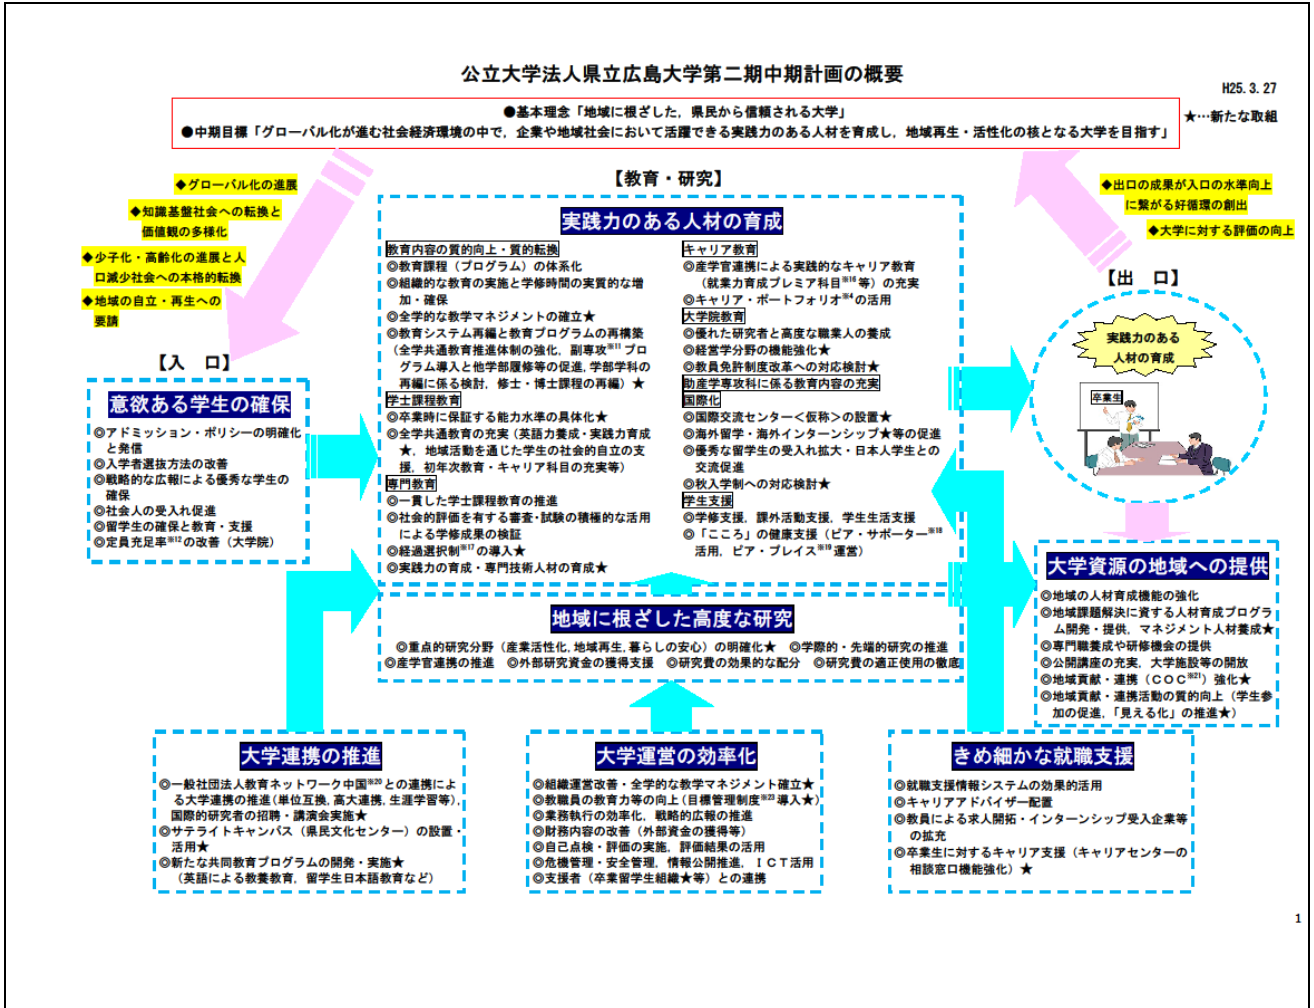 公立大学法人県立広島大学第二期中期計画の概要
H25.3.27
●基本理念「地域に根ざした，県民から信頼される大学」
●中期目標「グローバル化が進む社会経済環境の中で，企業や地域社会において活躍できる実践力のある人材を育成し，地域再生・活性化の核となる大学を目指す」
★…新たな取組
◆グローバル化の進展
◆知識基盤社会への転換と
価値観の多様化
◆少子化・高齢化の進展と人
口減少社会への本格的転換
◆地域の自立・再生への
要請
【入　口】
意欲ある学生の確保
◎アドミッション・ポリシーの明確化
と発信
◎入学者選抜方法の改善
◎戦略的な広報による優秀な学生の
確保
◎社会人の受入れ促進
◎留学生の確保と教育・支援
◎定員充足率※12の改善（大学院）
【教育・研究】
実践力のある人材の育成
教育内容の質的向上・質的転換
◎教育課程（プログラム）の体系化
◎組織的な教育の実施と学修時間の実質的な増
加・確保
◎全学的な教学マネジメントの確立★
◎教育システム再編と教育プログラムの再構築
（全学共通教育推進体制の強化，副専攻※11プロ
グラム導入と他学部履修等の促進，学部学科の
再編に係る検討，修士・博士課程の再編）★
学士課程教育
◎卒業時に保証する能力水準の具体化★
◎全学共通教育の充実（英語力養成・実践力育成
★，地域活動を通じた学生の社会的自立の支
援，初年次教育・キャリア科目の充実等）
専門教育
◎一貫した学士課程教育の推進
◎社会的評価を有する審査・試験の積極的な活用
による学修成果の検証
◎経過選択制※17の導入★
◎実践力の育成・専門技術人材の育成★
キャリア教育
◎産学官連携による実践的なキャリア教育
（就業力育成プレミア科目※16等）の充実
◎キャリア・ポートフォリオ※4の活用
大学院教育
◎優れた研究者と高度な職業人の養成
◎経営学分野の機能強化★
◎教員免許制度改革への対応検討★
助産学専攻科に係る教育内容の充実
国際化
◎国際交流センター＜仮称＞の設置★
◎海外留学・海外インターンシップ★等の促進
◎優秀な留学生の受入れ拡大・日本人学生との
交流促進
◎秋入学制への対応検討★
学生支援
◎学修支援，課外活動支援，学生生活支援
◎「こころ」の健康支援（ピア・サポーター※18
活用，ピア・プレイス※19運営）
地域に根ざした高度な研究
◎重点的研究分野（産業活性化，地域再生，暮らしの安心）の明確化★　◎学際的・先端的研究の推進
◎産学官連携の推進　◎外部研究資金の獲得支援　◎研究費の効果的な配分　◎研究費の適正使用の徹底
◆出口の成果が入口の水準向上
に繋がる好循環の創出
◆大学に対する評価の向上
【出　口】
実践力のある
人材の育成
卒業生
大学資源の地域への提供
◎地域の人材育成機能の強化
◎地域課題解決に資する人材育成プログラ
ム開発・提供，マネジメント人材養成★
◎専門職養成や研修機会の提供
◎公開講座の充実，大学施設等の開放
◎地域貢献・連携（ＣＯＣ※21）強化★
◎地域貢献・連携活動の質的向上（学生参
加の促進，「見える化」の推進★）
大学連携の推進
◎一般社団法人教育ネットワーク中国※20との連携によ
る大学連携の推進（単位互換，高大連携，生涯学習等），
国際的研究者の招聘・講演会実施★
◎サテライトキャンパス（県民文化センター）の設置・
活用★
◎新たな共同教育プログラムの開発・実施★
（英語による教養教育，留学生日本語教育など）
大学運営の効率化
◎組織運営改善・全学的な教学マネジメント確立★
◎教職員の教育力等の向上（目標管理制度※23導入★）
◎業務執行の効率化，戦略的広報の推進
◎財務内容の改善（外部資金の獲得等）
◎自己点検・評価の実施，評価結果の活用
◎危機管理・安全管理，情報公開推進，ＩＣＴ活用
◎支援者（卒業留学生組織★等）との連携
きめ細かな就職支援
◎就職支援情報システムの効果的活用
◎キャリアアドバイザー配置
◎教員による求人開拓・インターンシップ受入企業等
の拡充
◎卒業生に対するキャリア支援（キャリアセンターの
相談窓口機能強化）★
1